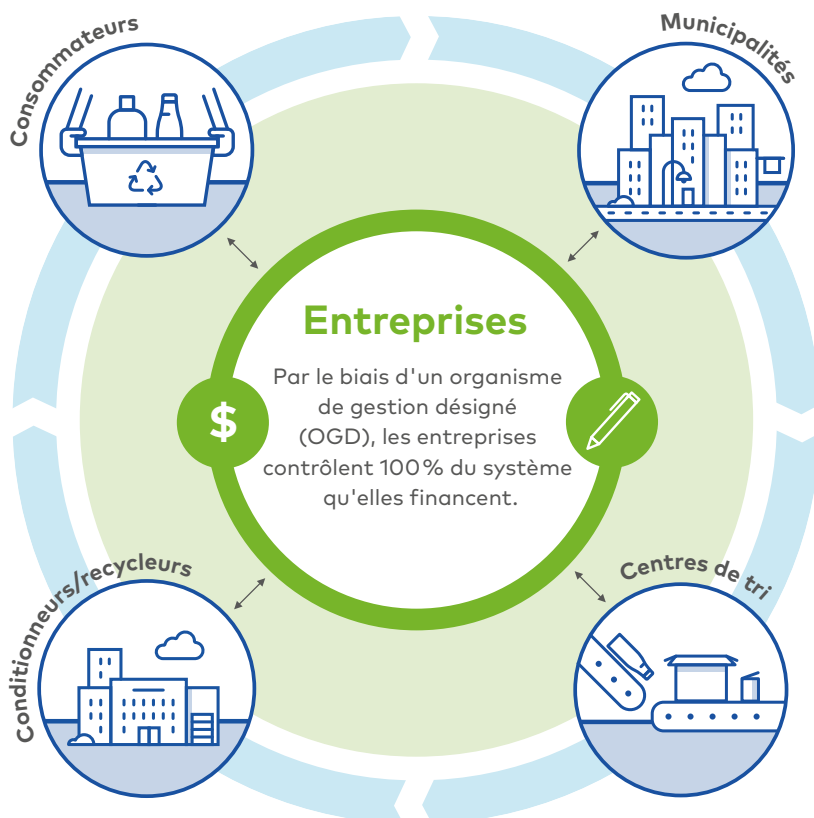 Consommateurs
Municipalités
Entreprises
Par le biais d'un organisme
de gestion désigné
(OGD), les entreprises
contrôlent 100% du système
qu'elles financent.
$
Conditionneurs/recycleurs
Centres de tri